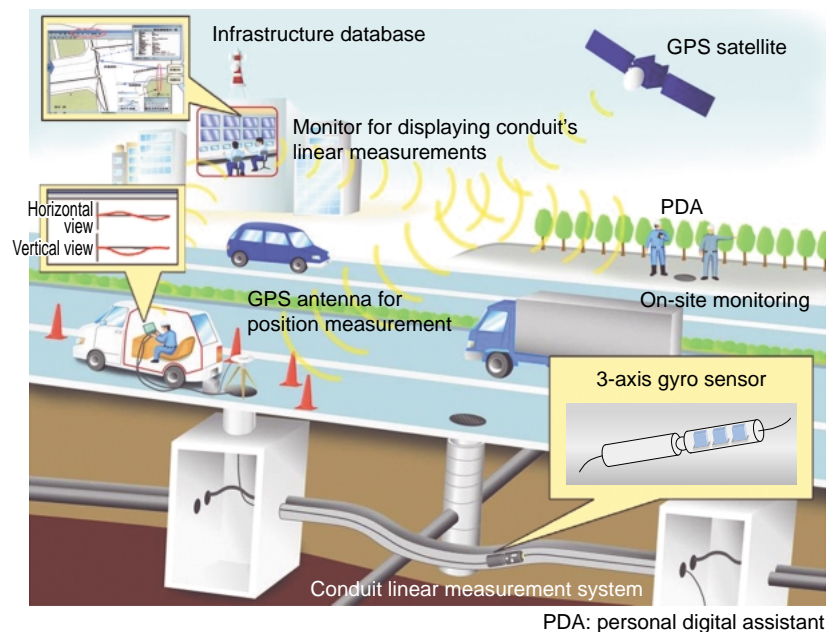 Infrastructure database
GPS satellite
Monitor for displaying conduit's
linear measurements
PDA
Horizontal
view
Vertical view
GPS antenna for
position measurement
On-site monitoring
3-axis gyro sensor
Conduit linear measurement system
PDA: personal digital assistant